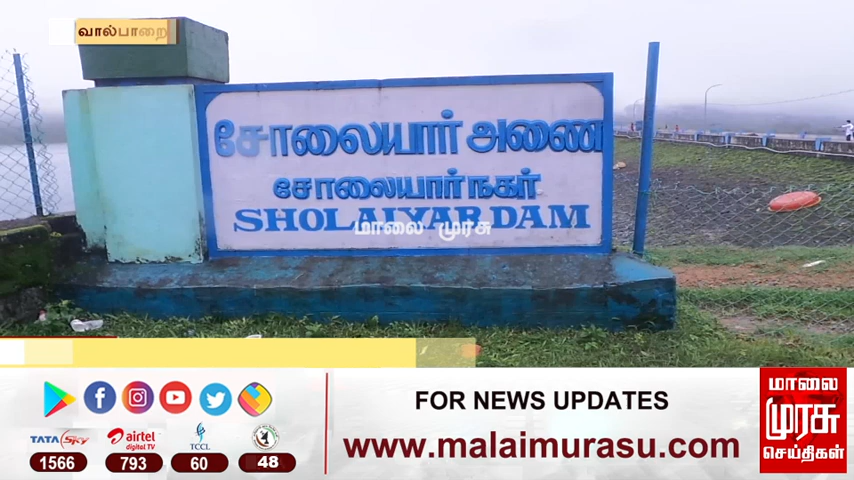 வால்பாறை
சோலையார் அணை
சோலையார் நகர்
SHOLAIYAR DAM
மாலை முரசு
FOR NEWS UPDATES
www.malaimurasu.com
TATA SKY
1566
airtel
digital TV
793
TCCL
60
48
மாலை
முரசு
செய்திகள்